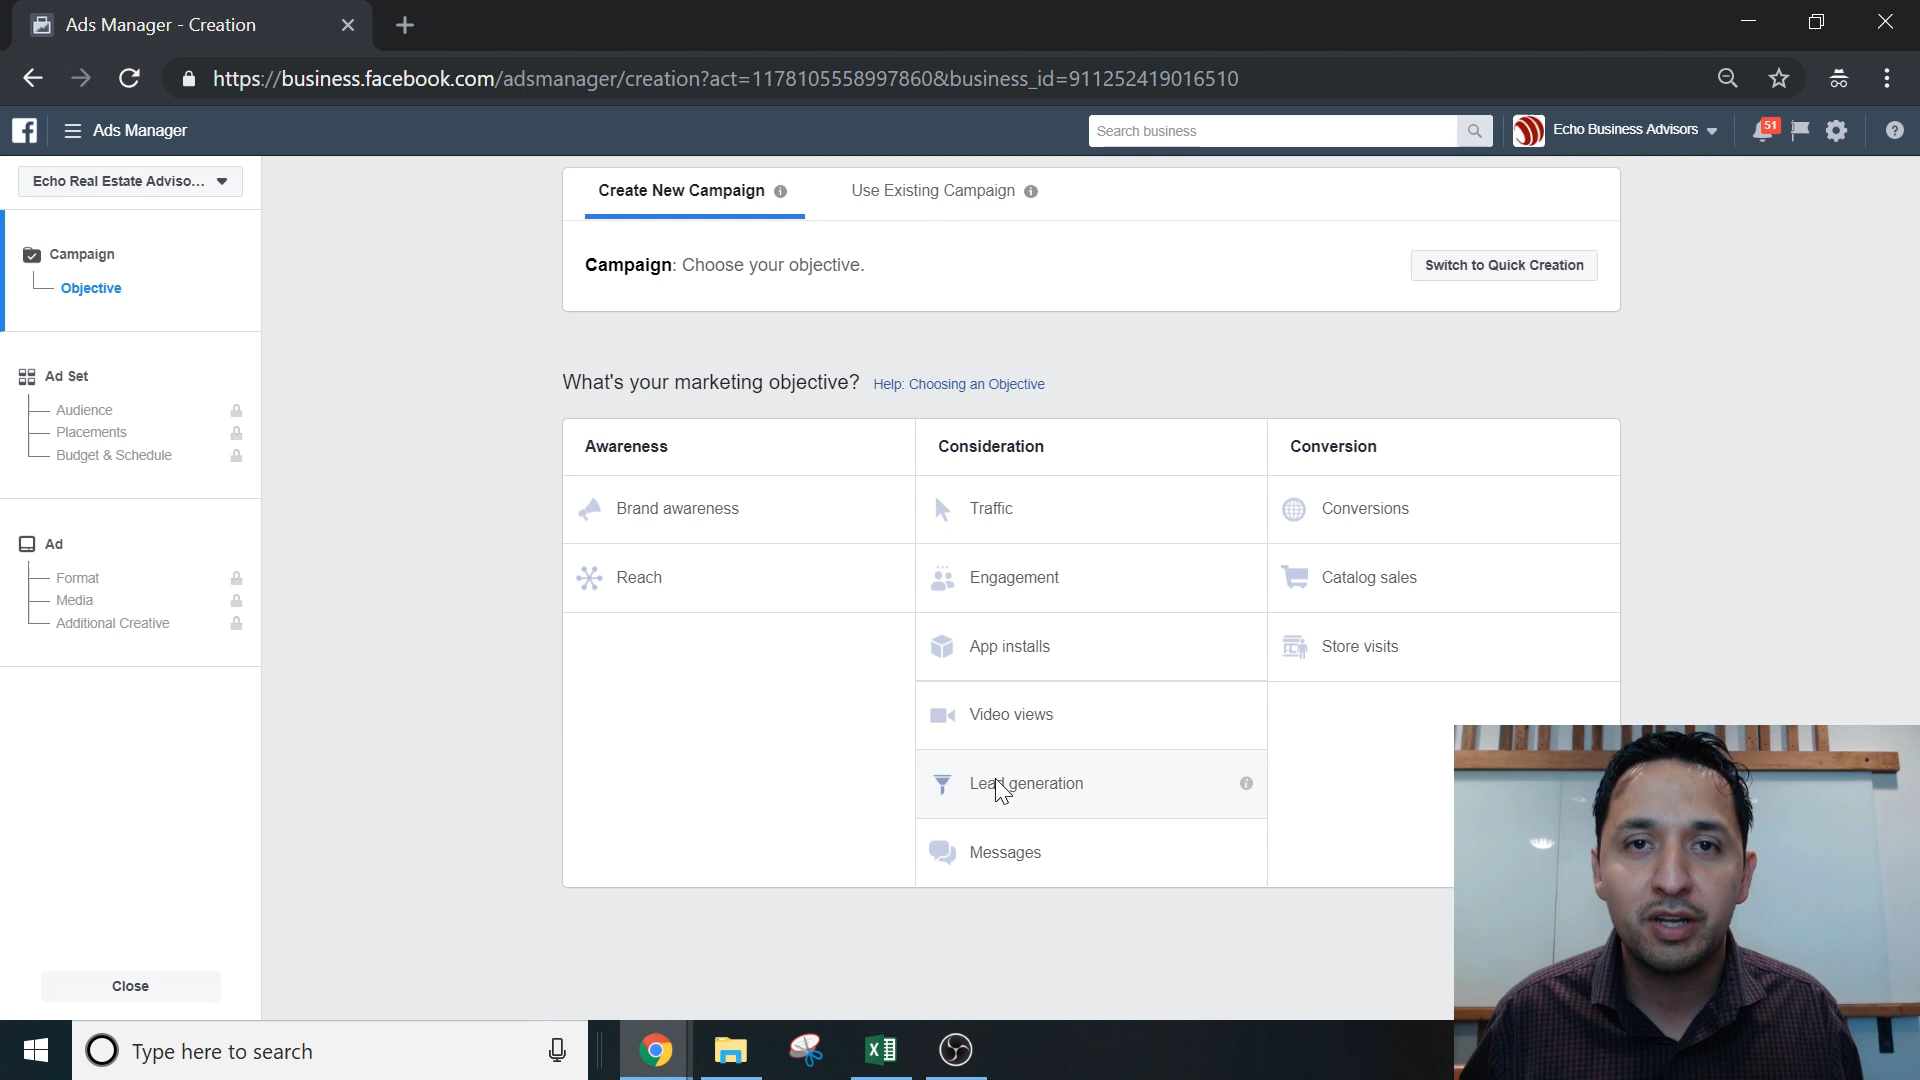 Ads Manager - Creation
https://business.facebook.com/adsmanager/creation?act=1178105558997860&business_id=911252419016510
Ads Manager
Search business
Echo Business Advisors
51
Echo Real Estate Adviso...
Create New Campaign
Use Existing Campaign
Campaign
Objective
Campaign: Choose your objective.
Switch to Quick Creation
Ad Set
Audience
Placements
Budget & Schedule
What's your marketing objective? Help: Choosing an Objective
Awareness
Consideration
Conversion
Brand awareness
Traffic
Conversions
Reach
Engagement
Catalog sales
App installs
Store visits
Video views
Lead generation
Messages
Ad
Format
Media
Additional Creative
Close
Type here to search